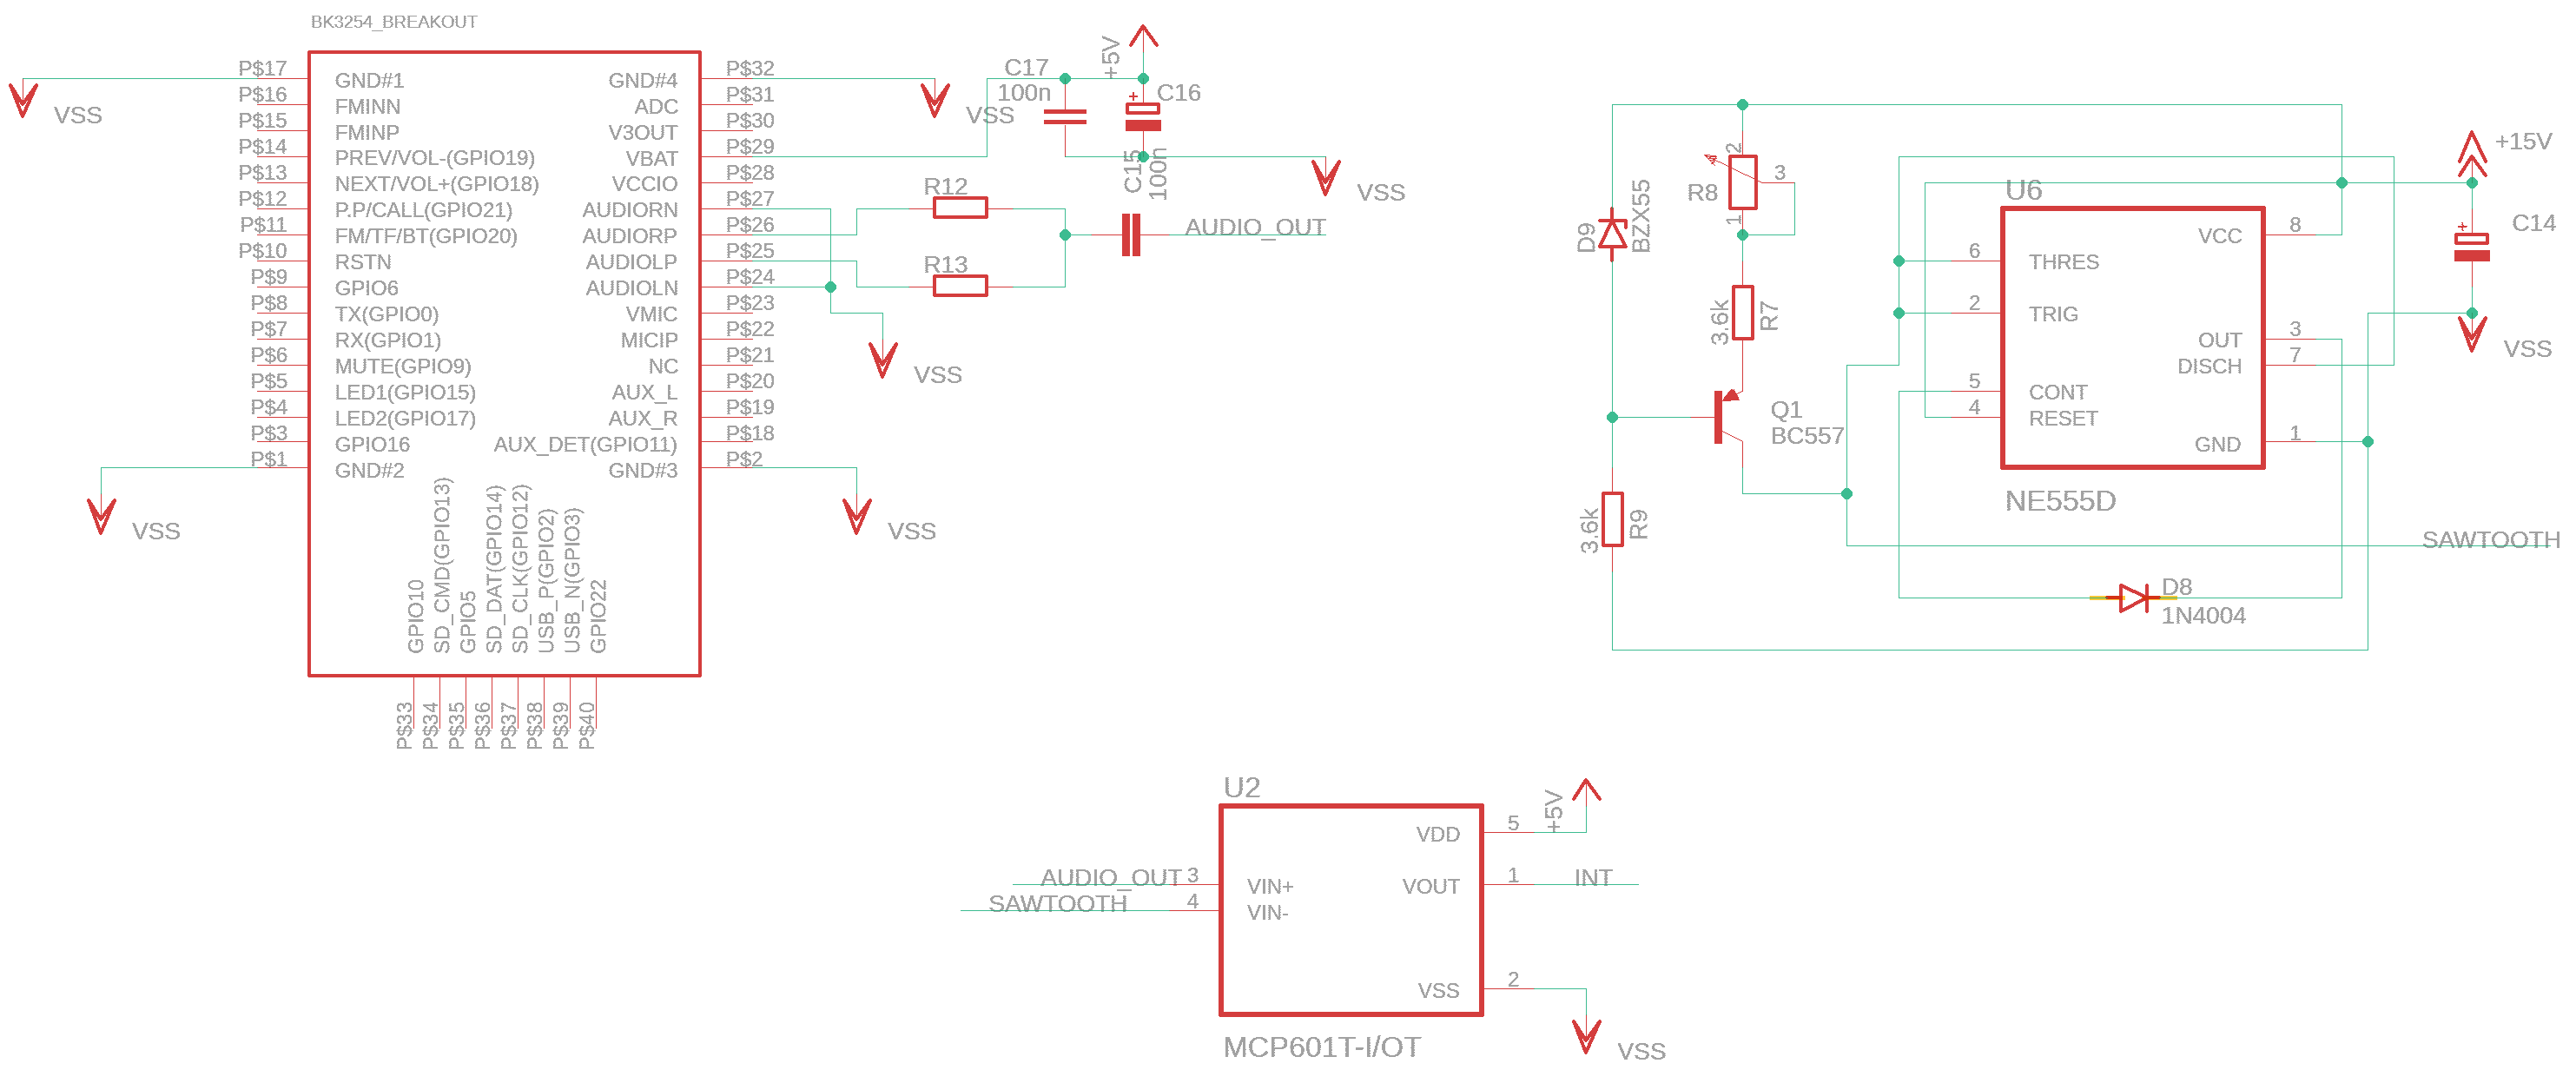 BK3254_BREAKOUT
P$17
P$16
P$15
P$14
P$13
P$12
P$11
P$10
P$9
P$8
P$7
P$6
P$5
P$4
P$3
P$1
GND#1
FMINN
FMINP
PREV/VOL-(GPIO19)
NEXT/VOL+(GPIO18)
P.P/CALL(GPIO21)
FM/TF/BT(GPIO20)
RSTN
GPIO6
TX(GPIO0)
RX(GPIO1)
MUTE(GPIO9)
LED1(GPIO15)
LED2(GPIO17)
GPIO16
GND#2
GND#4
ADC
V3OUT
VBAT
VCCIO
AUDIORN
AUDIORP
AUDIOLP
AUDIOLN
VMIC
MICIP
NC
AUX_L
AUX_R
AUX_DET(GPIO11)
GND#3
P$32
P$31
P$30
P$29
P$28
P$27
P$26
P$25
P$24
P$23
P$22
P$21
P$20
P$19
P$18
P$2
GPIO10
SD_CMD(GPIO13)
GPIO5
SD_DAT(GPIO14)
SD_CLK(GPIO12)
USB_P(GPIO2)
USB_N(GPIO3)
GPIO22
P$33
P$34
P$35
P$36
P$37
P$38
P$39
P$40
VSS
VSS
VSS
VSS
VSS
C17
100n
+5V
+
C16
C15
100n
VSS
R12
R13
AUDIO_OUT
D9
BZX55
R8
2
3
1
3.6k
R7
Q1
BC557
3.6k
R9
U6
6
THRES
2
TRIG
5
CONT
4
RESET
VCC
8
OUT
3
DISCH
7
GND
1
NE555D
+15V
+
C14
VSS
SAWTOOTH
D8
1N4004
U2
AUDIO_OUT
3
VIN+
SAWTOOTH
4
VIN-
VDD
5
+5V
VOUT
1
INT
VSS
2
VSS
MCP601T-I/OT